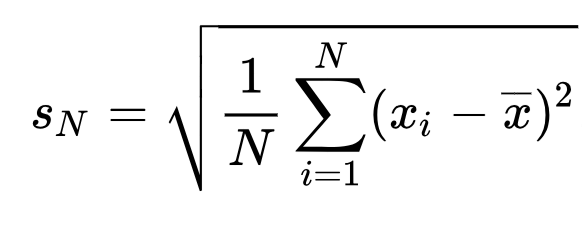 $s_N = \sqrt{\frac{1}{N} \sum_{i=1}^{N} (x_i - \overline{x})^2}$